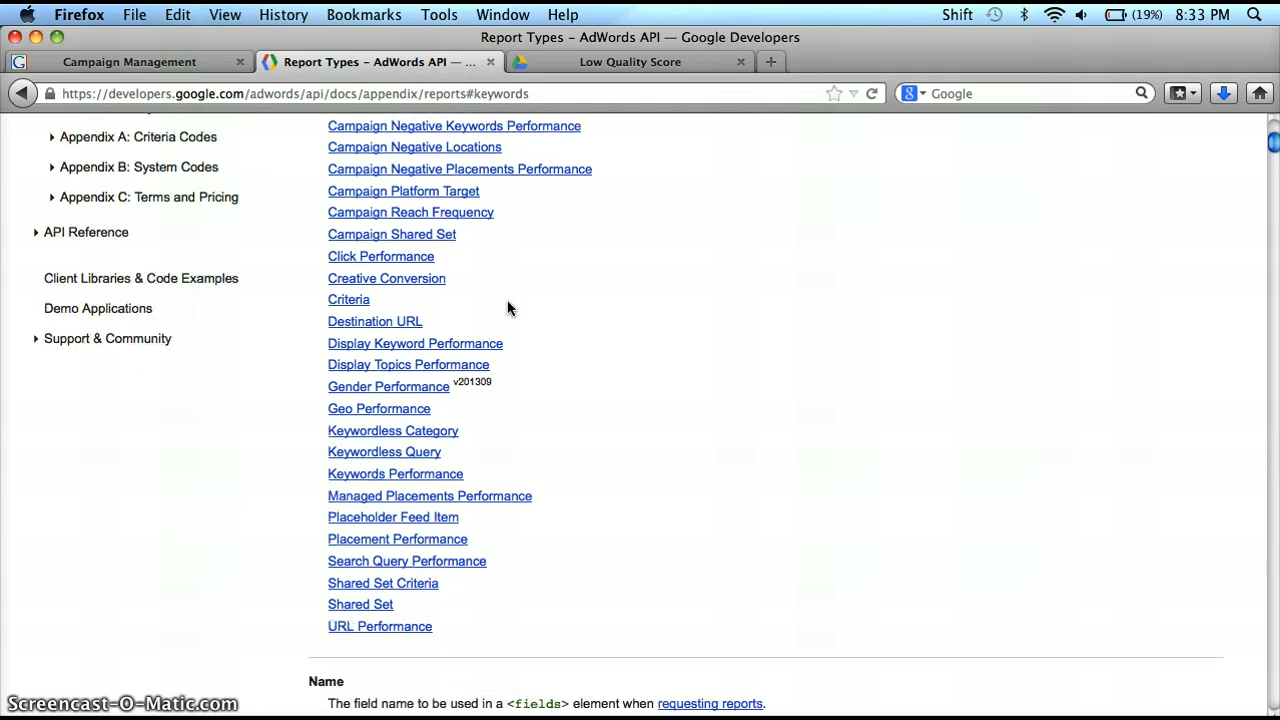 Firefox File Edit View History Bookmarks Tools Window Help Shift (19%) 8:33 PM
Report Types - AdWords API — Google Developers
Campaign Management
Report Types - AdWords API — ...
Low Quality Score
https://developers.google.com/adwords/api/docs/appendix/reports#keywords
Google
Appendix A: Criteria Codes
Appendix B: System Codes
Appendix C: Terms and Pricing
API Reference
Client Libraries & Code Examples
Demo Applications
Support & Community
Campaign Negative Keywords Performance
Campaign Negative Locations
Campaign Negative Placements Performance
Campaign Platform Target
Campaign Reach Frequency
Campaign Shared Set
Click Performance
Creative Conversion
Criteria
Destination URL
Display Keyword Performance
Display Topics Performance
Gender Performance v201309
Geo Performance
Keywordless Category
Keywordless Query
Keywords Performance
Managed Placements Performance
Placeholder Feed Item
Placement Performance
Search Query Performance
Shared Set Criteria
Shared Set
URL Performance
Name
The field name to be used in a <fields> element when requesting reports.
Screencast-O-Matic.com